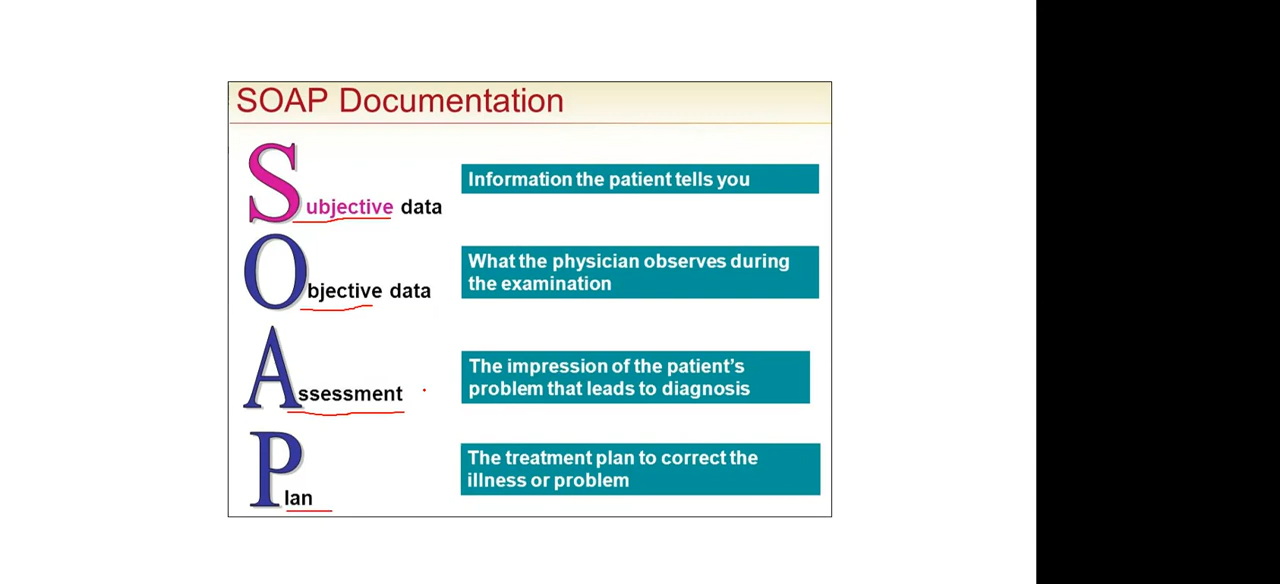 SOAP Documentation
Subjective data
Information the patient tells you
Objective data
What the physician observes during
the examination
Assessment
The impression of the patient's
problem that leads to diagnosis
Plan
The treatment plan to correct the
illness or problem